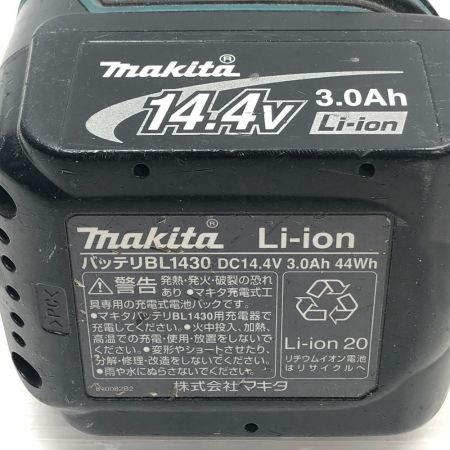 makita®
14.4V 3.0Ah
Li-ion
makita® Li-ion
バッテリBL1430 DC14.4V 3.0Ah 44Wh
⚠警告 発熱・発火・破裂の恐れ
あり ●マキタ充電式工
具専用の充電式電池パックです。
●マキタバッテリBL1430用充電器で
充電してください。●火中投入、加熱、
高温での充電・使用・放置をしないで
ください。●変形やショートさせたり、
分解・修理・改造をしないでください。
●雨や水にぬらさないでください。
Li-ion 20
リチウムイオン電池
はリサイクルへ
株式会社マキタ
>PC<